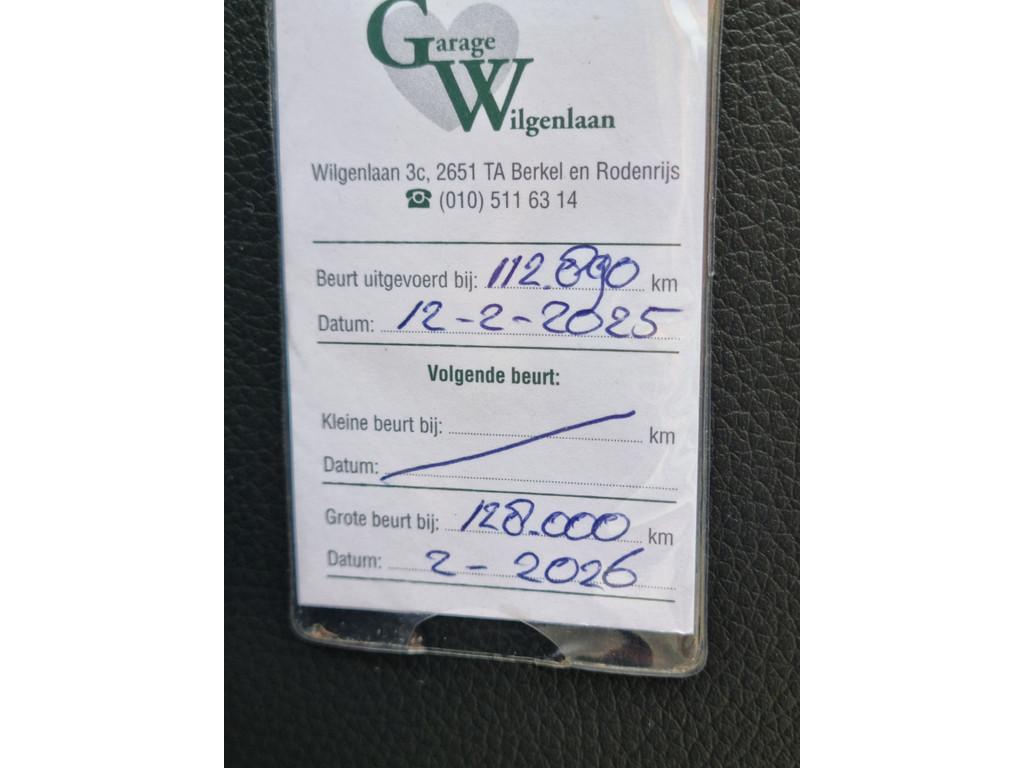 Garage
Wilgenlaan
Wilgenlaan 3c, 2651 TA Berkel en Rodenrijs
☎ (010) 511 63 14
Beurt uitgevoerd bij: 112.890 km
Datum: 12-2-2025
Volgende beurt:
Kleine beurt bij: km
Datum:
Grote beurt bij: 128.000 km
Datum: 2-2026